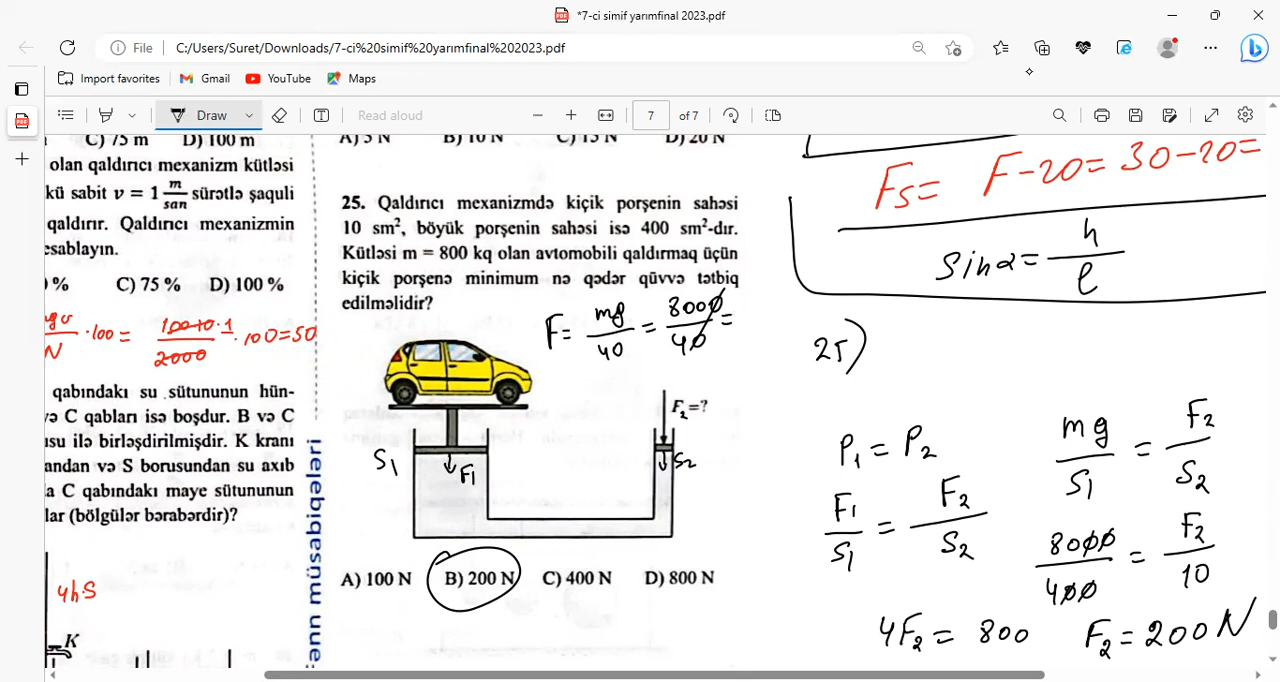 *7-ci simif yarımfinal 2023.pdf
File
C:/Users/Suret/Downloads/7-ci%20simif%20yarımfinal%202023.pdf
Import favorites
Gmail
YouTube
Maps
Draw
Read aloud
7
of 7
C) 75 m D) 100 m
olan qaldırıcı mexanizm kütləsi
kü sabit v = 1 m/san sürətlə şaquli
qaldırır. Qaldırıcı mexanizmin
esablayın.
% C) 75 % D) 100 %
/N · 100 = 100·10·1/2000 · 100 = 50
qabındakı su sütununun hün-
və C qabları isə boşdur. B və C
usu ilə birləşdirilmişdir. K kranı
andan və S borusundan su axıb
a C qabındakı maye sütununun
lar (bölgülər bərabərdir)?
4hS
K
A) 5 N B) 10 N C) 15 N D) 20 N
25. Qaldırıcı mexanizmdə kiçik porşenin sahəsi
10 sm², böyük porşenin sahəsi isə 400 sm²-dır.
Kütləsi m = 800 kq olan avtomobili qaldırmaq üçün
kiçik porşenə minimum nə qədər qüvvə tətbiq
edilməlidir?
F = mg/40 = 8000/40 =
F₂=?
S₁
F₁
S₂
A) 100 N B) 200 N C) 400 N D) 800 N
Fs = F-20 = 30-20 =
sinα = h/l
25)
P₁ = P₂
F₁/S₁ = F₂/S₂
mg/S₁ = F₂/S₂
8000/400 = F₂/10
4F₂ = 800 F₂ = 200 N